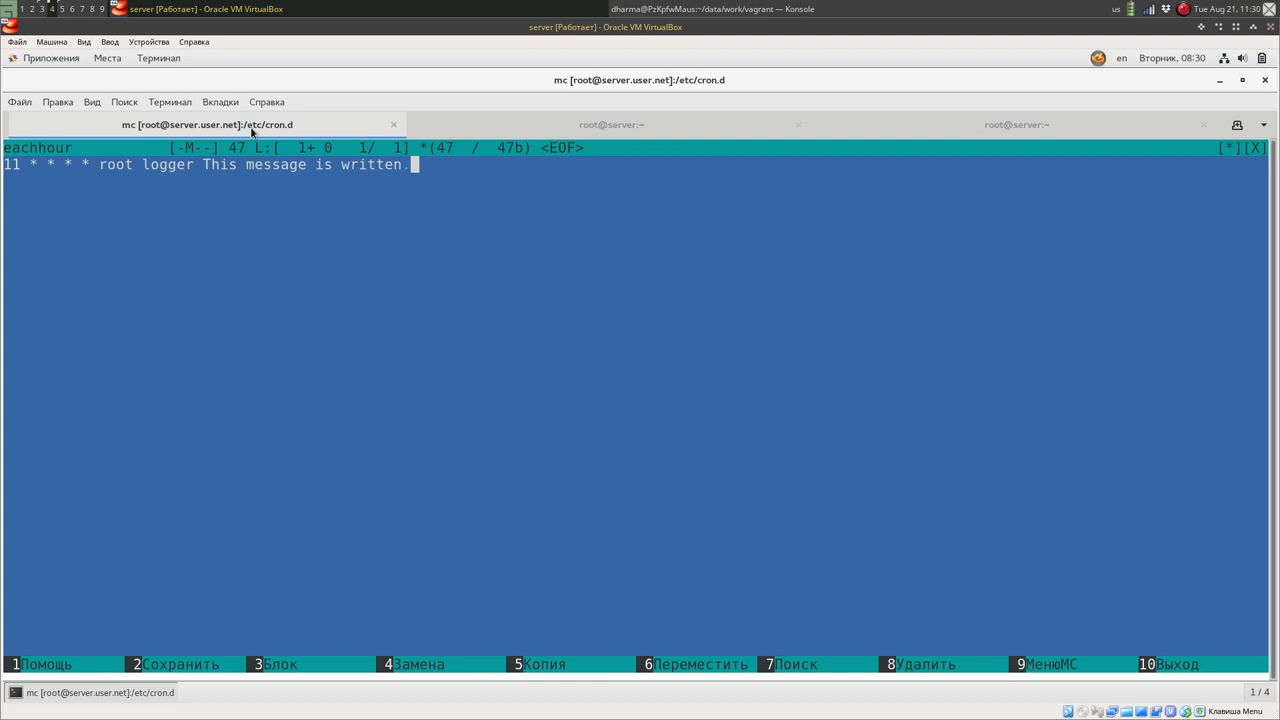 1 2 3 4 5 6 7 8 9 server [Работает] - Oracle VM VirtualBox dharma@PzKpfwMaus:~/data/work/vagrant — Konsole us Tue Aug 21, 11:30
server [Работает] - Oracle VM VirtualBox
Файл Машина Вид Ввод Устройства Справка
Приложения Места Терминал en Вторник, 08:30
mc [root@server.user.net]:/etc/cron.d
Файл Правка Вид Поиск Терминал Вкладки Справка
mc [root@server.user.net]:/etc/cron.d × root@server:~ × root@server:~ ×
eachhour [-M--] 47 L:[ 1+ 0 1/ 1] *(47 / 47b) <EOF> [*][X]
11 * * * * root logger This message is written.
1Помощь 2Сохранить 3Блок 4Замена 5Копия 6Переместить 7Поиск 8Удалить 9МенюМС 10Выход
mc [root@server.user.net]:/etc/cron.d 1 / 4
Клавиша Menu